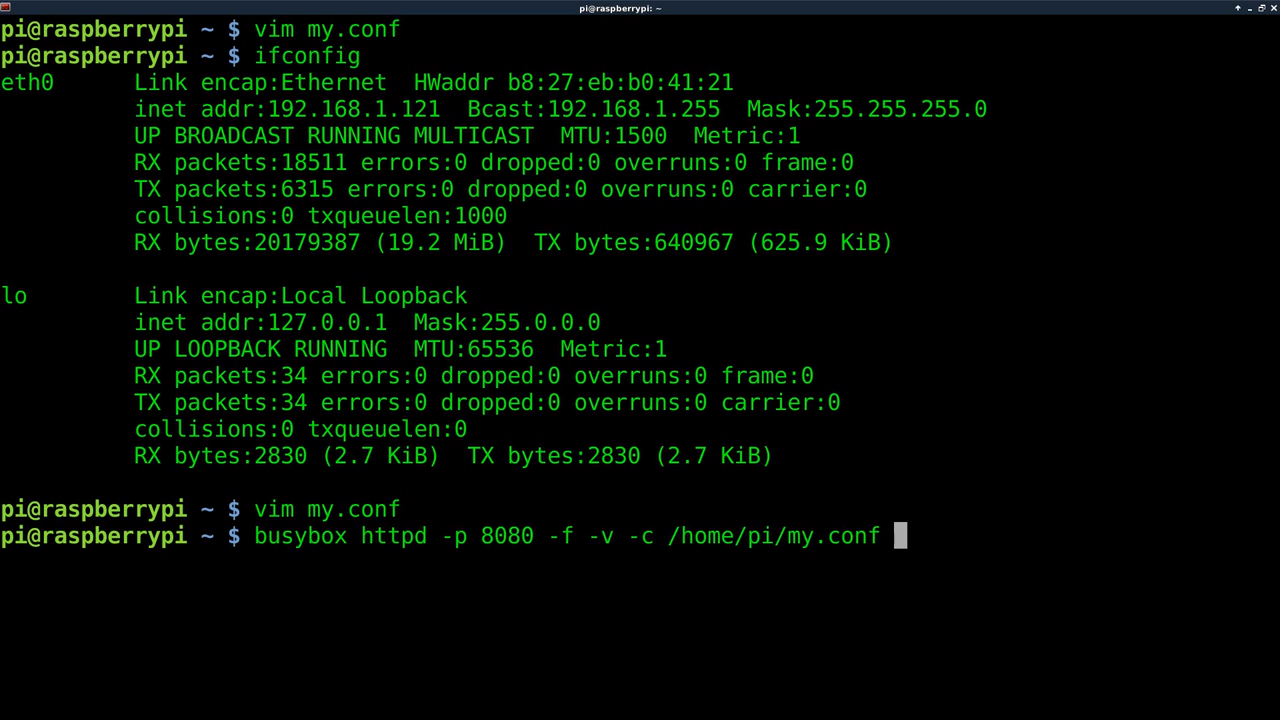 pi@raspberrypi: ~
pi@raspberrypi ~ $ vim my.conf
pi@raspberrypi ~ $ ifconfig
eth0      Link encap:Ethernet  HWaddr b8:27:eb:b0:41:21
          inet addr:192.168.1.121  Bcast:192.168.1.255  Mask:255.255.255.0
          UP BROADCAST RUNNING MULTICAST  MTU:1500  Metric:1
          RX packets:18511 errors:0 dropped:0 overruns:0 frame:0
          TX packets:6315 errors:0 dropped:0 overruns:0 carrier:0
          collisions:0 txqueuelen:1000
          RX bytes:20179387 (19.2 MiB)  TX bytes:640967 (625.9 KiB)

lo        Link encap:Local Loopback
          inet addr:127.0.0.1  Mask:255.0.0.0
          UP LOOPBACK RUNNING  MTU:65536  Metric:1
          RX packets:34 errors:0 dropped:0 overruns:0 frame:0
          TX packets:34 errors:0 dropped:0 overruns:0 carrier:0
          collisions:0 txqueuelen:0
          RX bytes:2830 (2.7 KiB)  TX bytes:2830 (2.7 KiB)

pi@raspberrypi ~ $ vim my.conf
pi@raspberrypi ~ $ busybox httpd -p 8080 -f -v -c /home/pi/my.conf